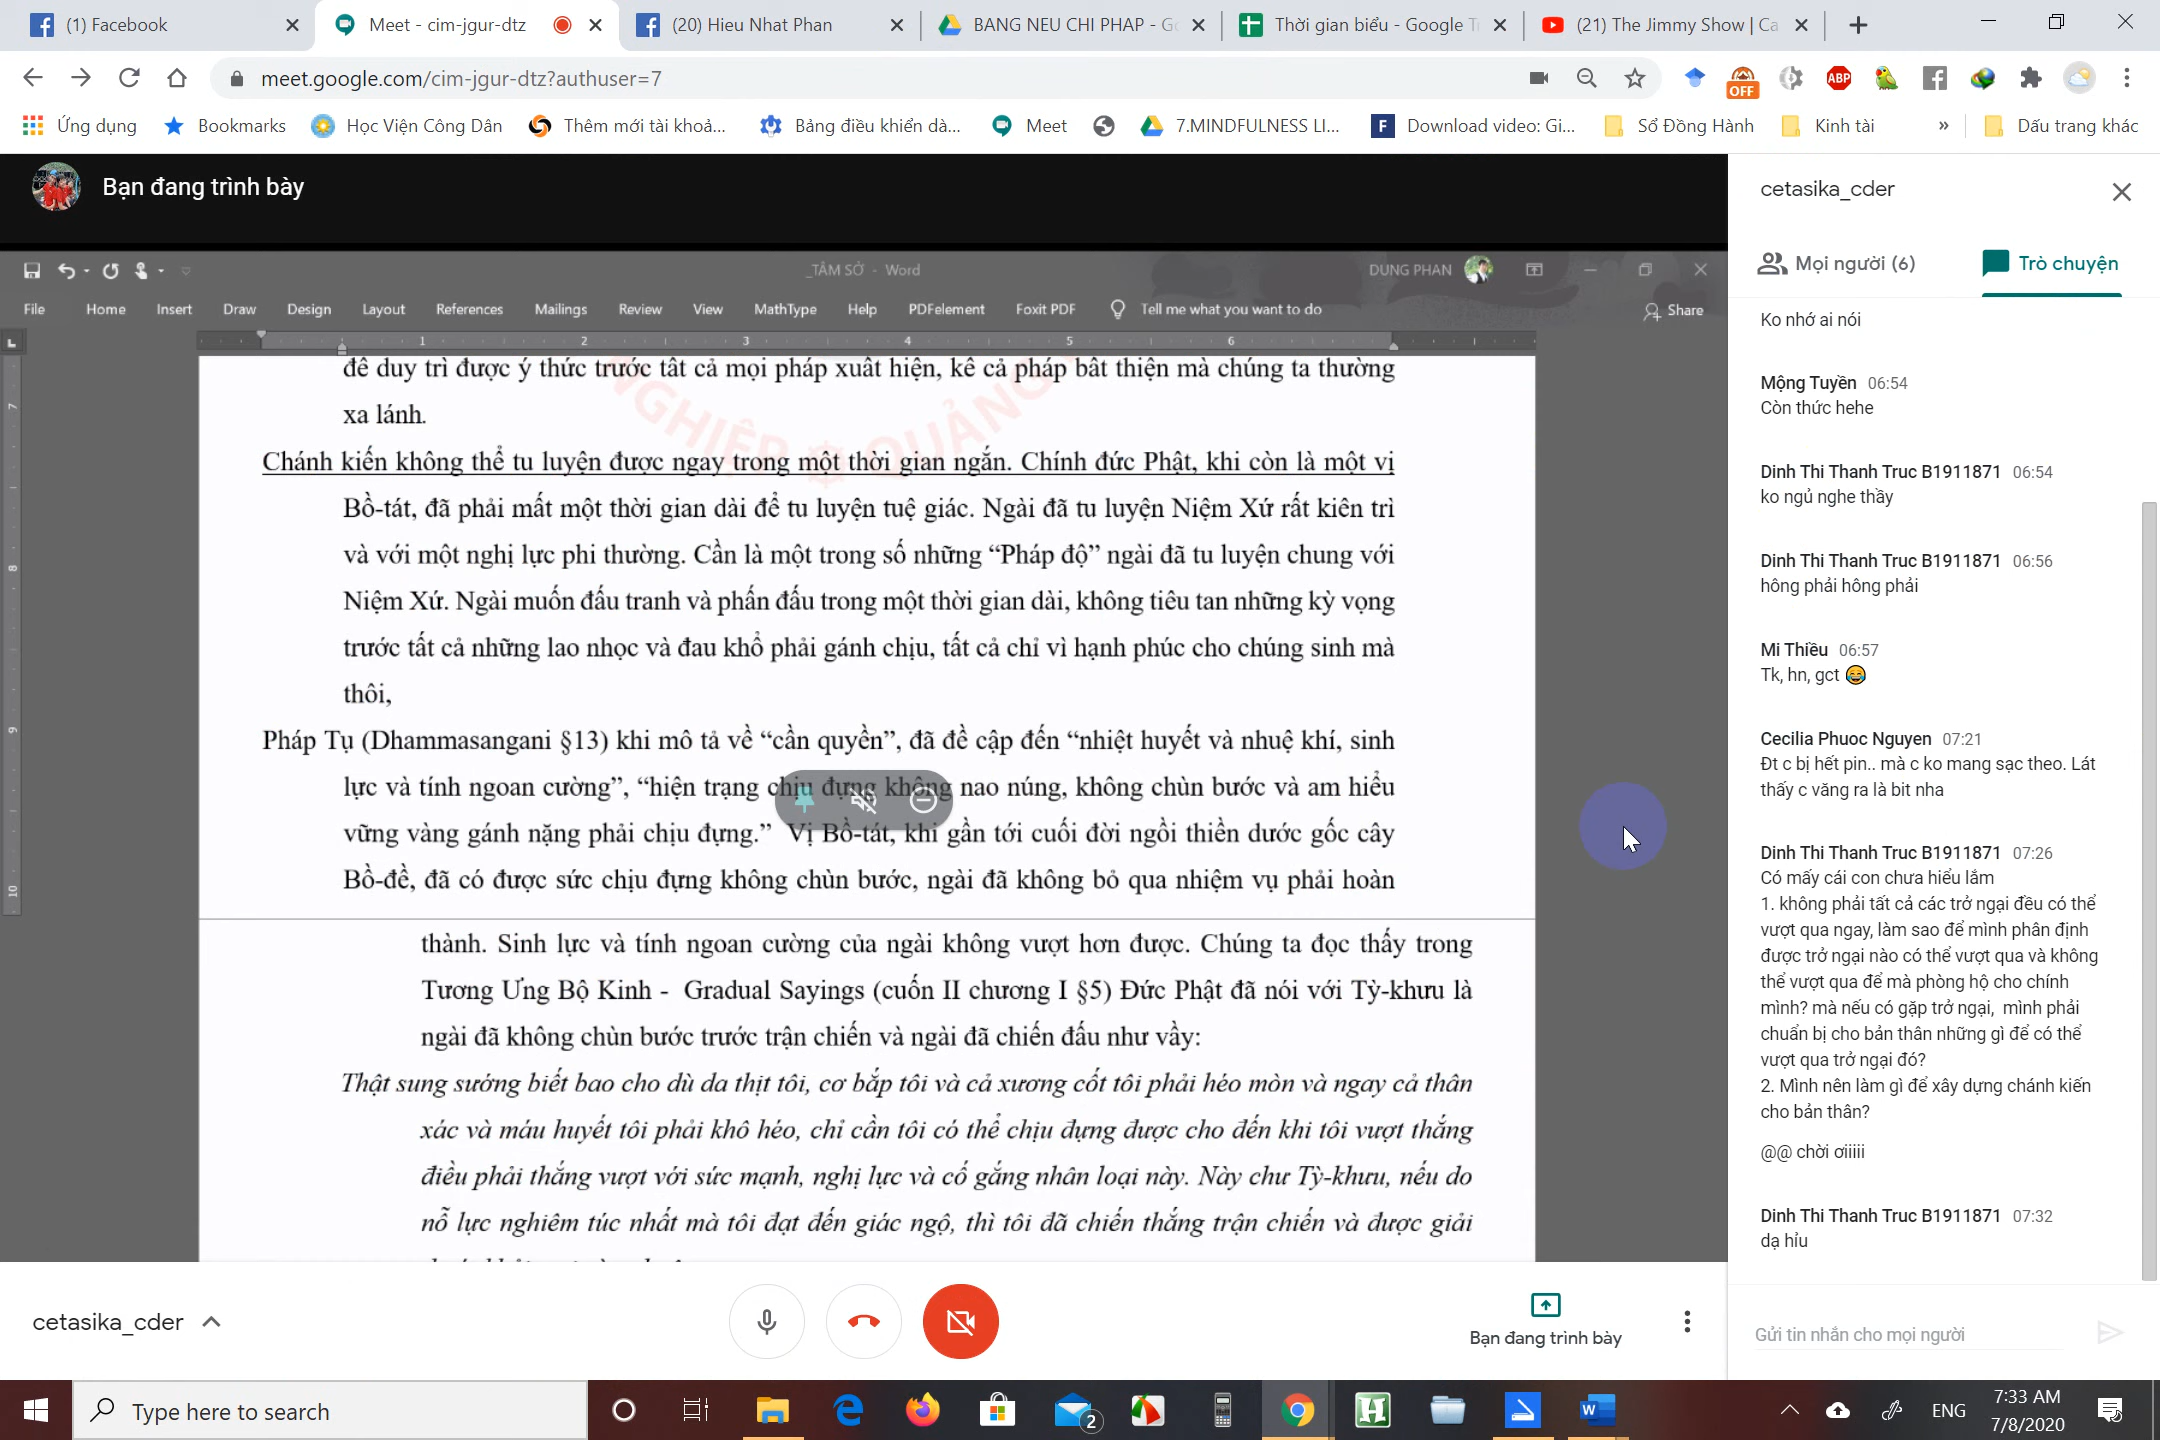 (1) Facebook
Meet - cim-jgur-dtz
(20) Hieu Nhat Phan
BANG NEU CHI PHAP - Go
Thời gian biểu - Google Tr
(21) The Jimmy Show | Ca
meet.google.com/cim-jgur-dtz?authuser=7
OFF
ABP
Ứng dụng
Bookmarks
Học Viện Công Dân
Thêm mới tài khoả...
Bảng điều khiển dà...
Meet
7.MINDFULNESS LI...
Download video: Gi...
Sổ Đồng Hành
Kinh tài
»
Dấu trang khác
Bạn đang trình bày
_TÂM SỞ - Word
DUNG PHAN
File
Home
Insert
Draw
Design
Layout
References
Mailings
Review
View
MathType
Help
PDFelement
Foxit PDF
Tell me what you want to do
Share
1 2 3 4 5 6
7
8
9
10
NGHIỆP QUẢNG
để duy trì được ý thức trước tất cả mọi pháp xuất hiện, kể cả pháp bất thiện mà chúng ta thường
xa lánh.
Chánh kiến không thể tu luyện được ngay trong một thời gian ngắn. Chính đức Phật, khi còn là một vị
Bồ-tát, đã phải mất một thời gian dài để tu luyện tuệ giác. Ngài đã tu luyện Niệm Xứ rất kiên trì
và với một nghị lực phi thường. Cần là một trong số những “Pháp độ” ngài đã tu luyện chung với
Niệm Xứ. Ngài muốn đấu tranh và phấn đấu trong một thời gian dài, không tiêu tan những kỳ vọng
trước tất cả những lao nhọc và đau khổ phải gánh chịu, tất cả chỉ vì hạnh phúc cho chúng sinh mà
thôi,
Pháp Tụ (Dhammasangani §13) khi mô tả về “cần quyền”, đã đề cập đến “nhiệt huyết và nhuệ khí, sinh
lực và tính ngoan cường”, “hiện trạng chịu đựng không nao núng, không chùn bước và am hiểu
vững vàng gánh nặng phải chịu đựng.” Vị Bồ-tát, khi gần tới cuối đời ngồi thiền dước gốc cây
Bồ-đề, đã có được sức chịu đựng không chùn bước, ngài đã không bỏ qua nhiệm vụ phải hoàn
thành. Sinh lực và tính ngoan cường của ngài không vượt hơn được. Chúng ta đọc thấy trong
Tương Ưng Bộ Kinh - Gradual Sayings (cuốn II chương I §5) Đức Phật đã nói với Tỳ-khưu là
ngài đã không chùn bước trước trận chiến và ngài đã chiến đấu như vầy:
Thật sung sướng biết bao cho dù da thịt tôi, cơ bắp tôi và cả xương cốt tôi phải héo mòn và ngay cả thân
xác và máu huyết tôi phải khô héo, chỉ cần tôi có thể chịu đựng được cho đến khi tôi vượt thắng
điều phải thắng vượt với sức mạnh, nghị lực và cố gắng nhân loại này. Này chư Tỳ-khưu, nếu do
nỗ lực nghiêm túc nhất mà tôi đạt đến giác ngộ, thì tôi đã chiến thắng trận chiến và được giải
cetasika_cder
Mọi người (6)
Trò chuyện
Ko nhớ ai nói
Mộng Tuyền 06:54
Còn thức hehe
Dinh Thi Thanh Truc B1911871 06:54
ko ngủ nghe thầy
Dinh Thi Thanh Truc B1911871 06:56
hông phải hông phải
Mi Thiều 06:57
Tk, hn, gct 😂
Cecilia Phuoc Nguyen 07:21
Đt c bị hết pin.. mà c ko mang sạc theo. Lát
thấy c văng ra là bit nha
Dinh Thi Thanh Truc B1911871 07:26
Có mấy cái con chưa hiểu lắm
1. không phải tất cả các trở ngại đều có thể
vượt qua ngay, làm sao để mình phân định
được trở ngại nào có thể vượt qua và không
thể vượt qua để mà phòng hộ cho chính
mình? mà nếu có gặp trở ngại, mình phải
chuẩn bị cho bản thân những gì để có thể
vượt qua trở ngại đó?
2. Mình nên làm gì để xây dựng chánh kiến
cho bản thân?
@@ chời ơiiiii
Dinh Thi Thanh Truc B1911871 07:32
dạ hỉu
Gửi tin nhắn cho mọi người
cetasika_cder
Bạn đang trình bày
Type here to search
2
ENG
7:33 AM
7/8/2020